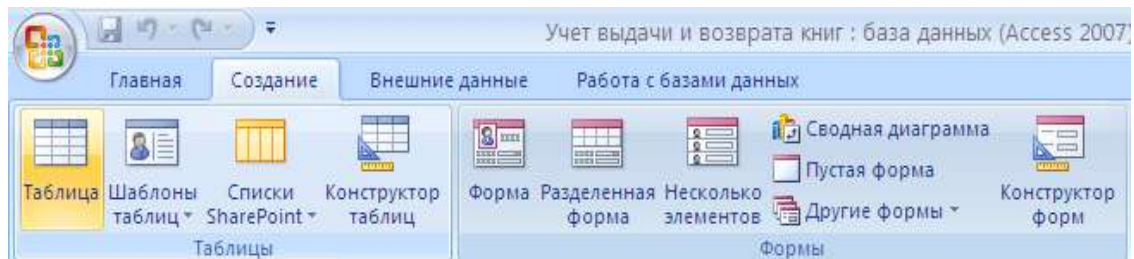 Учет выдачи и возврата книг : база данных (Access 2007)
Главная Создание Внешние данные Работа с базами данных
Таблица
Шаблоны таблиц
Списки SharePoint
Конструктор таблиц
Таблицы
Форма
Разделенная форма
Несколько элементов
Сводная диаграмма
Пустая форма
Другие формы
Конструктор форм
Формы